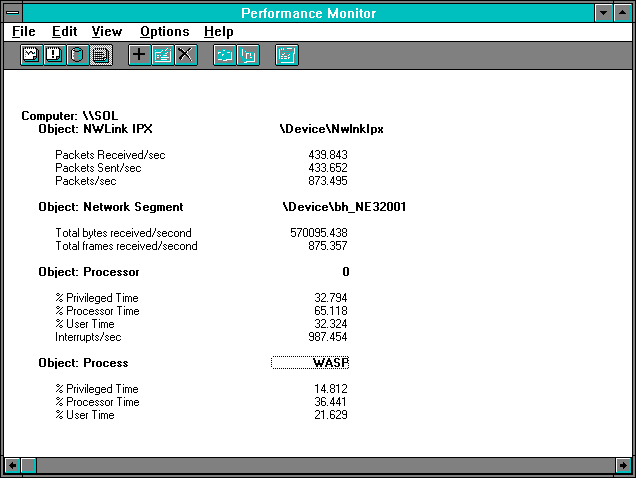 Performance Monitor
File Edit View Options Help
Computer: \\SOL
Object: NWLink IPX \Device\NwlnkIpx
Packets Received/sec 439.843
Packets Sent/sec 433.652
Packets/sec 873.495
Object: Network Segment \Device\bh_NE32001
Total bytes received/second 570095.438
Total frames received/second 875.357
Object: Processor 0
% Privileged Time 32.794
% Processor Time 65.118
% User Time 32.324
Interrupts/sec 987.454
Object: Process WASP
% Privileged Time 14.812
% Processor Time 36.441
% User Time 21.629